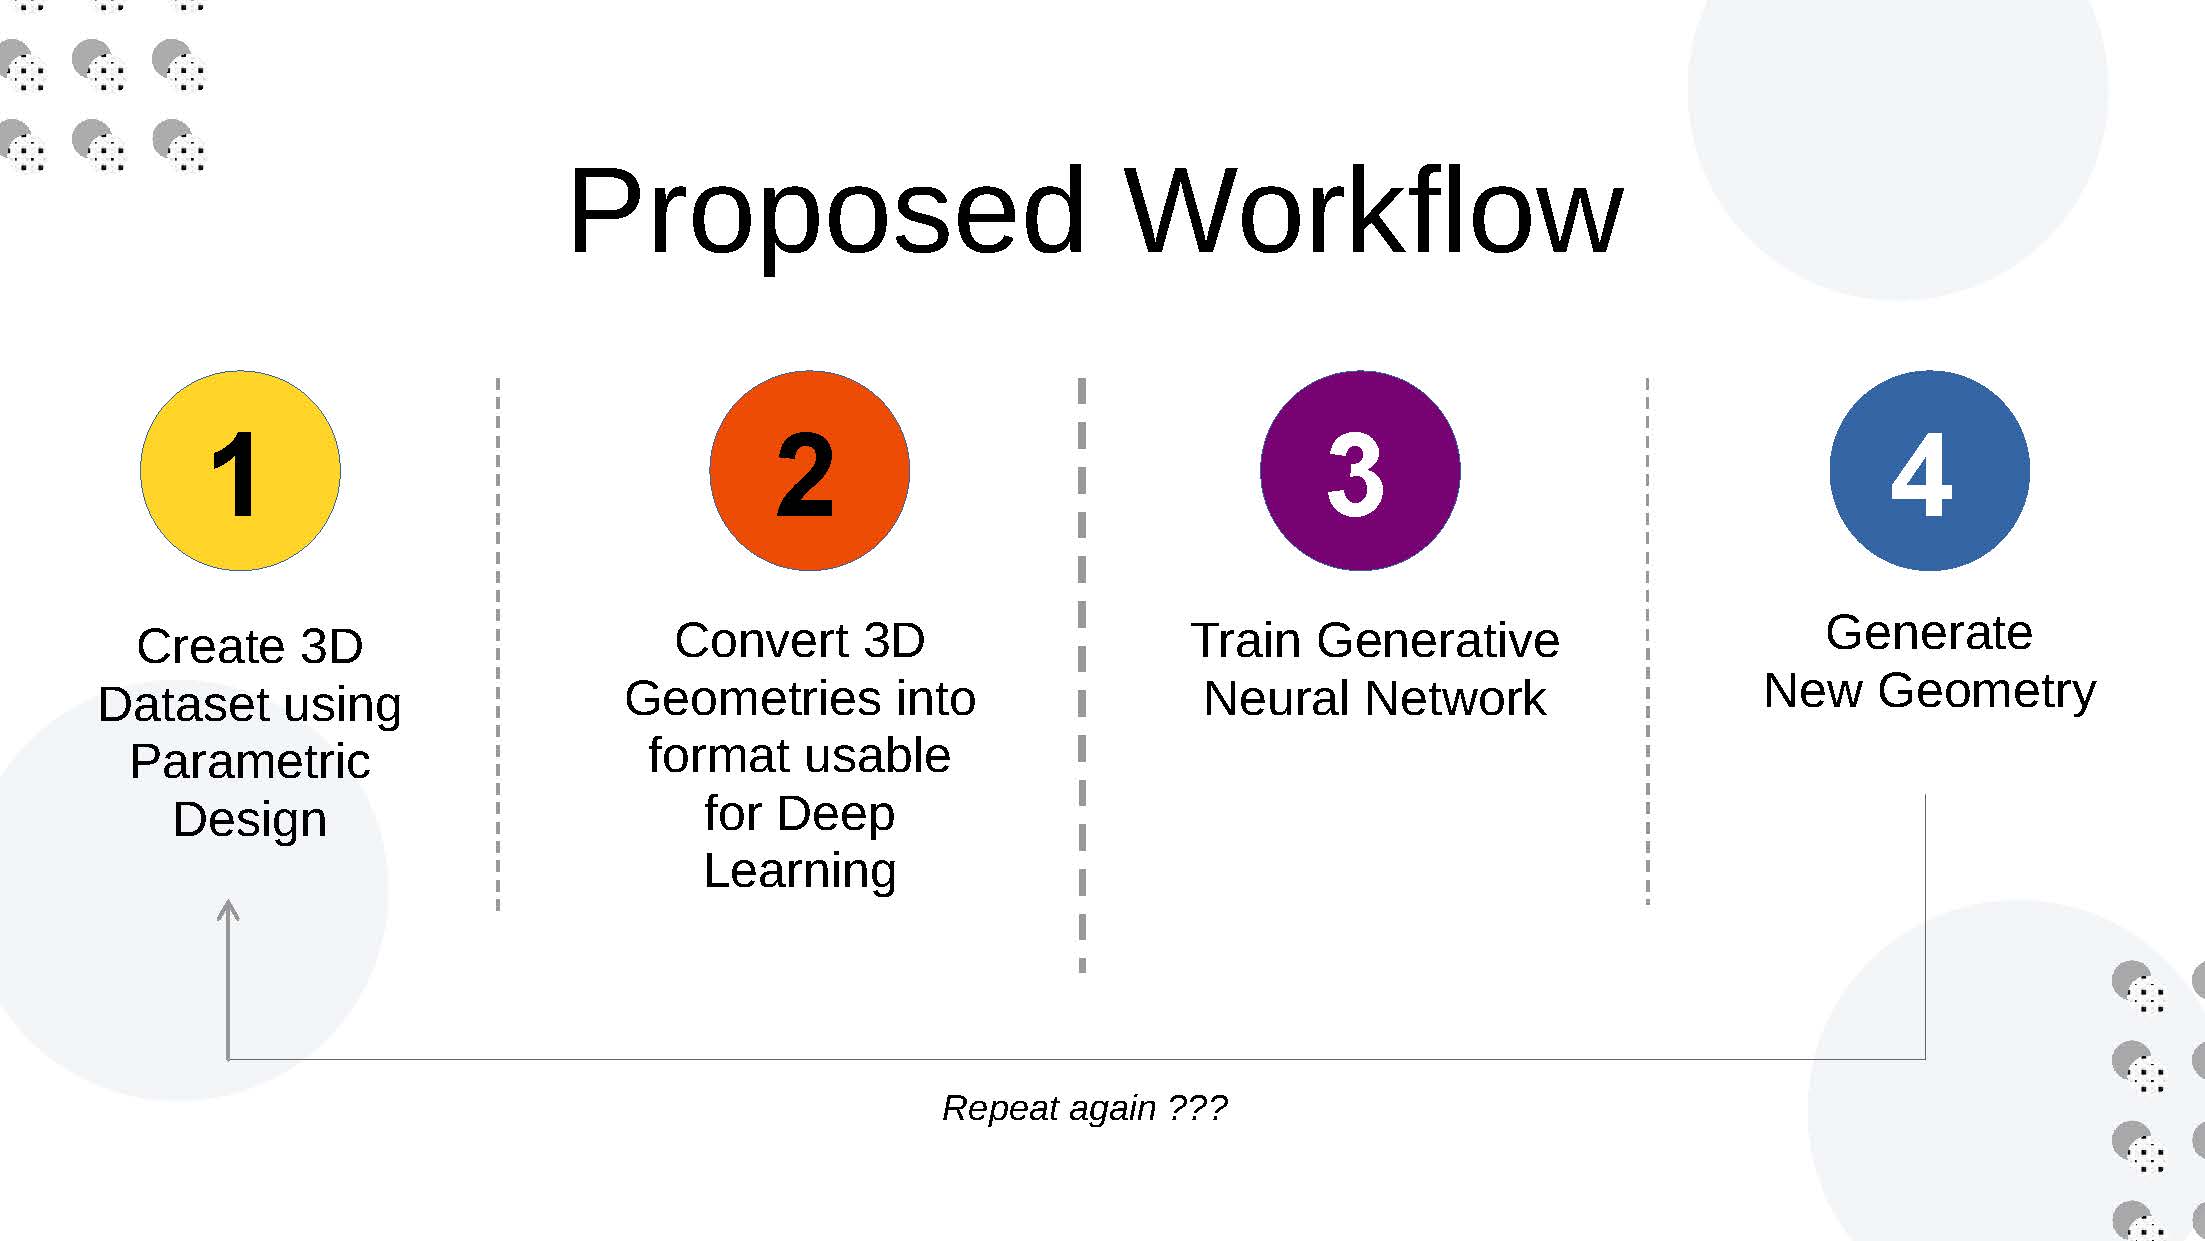 Proposed Workflow
1
Create 3D
Dataset using
Parametric
Design
2
Convert 3D
Geometries into
format usable
for Deep
Learning
3
Train Generative
Neural Network
4
Generate
New Geometry
Repeat again ???